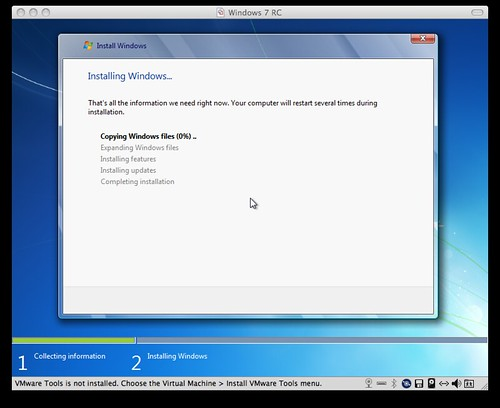 Windows 7 RC
Install Windows
Installing Windows...
That's all the information we need right now. Your computer will restart several times during
installation.
Copying Windows files (0%) ..
Expanding Windows files
Installing features
Installing updates
Completing installation
1 Collecting information
2 Installing Windows
VMware Tools is not installed. Choose the Virtual Machine > Install VMware Tools menu.